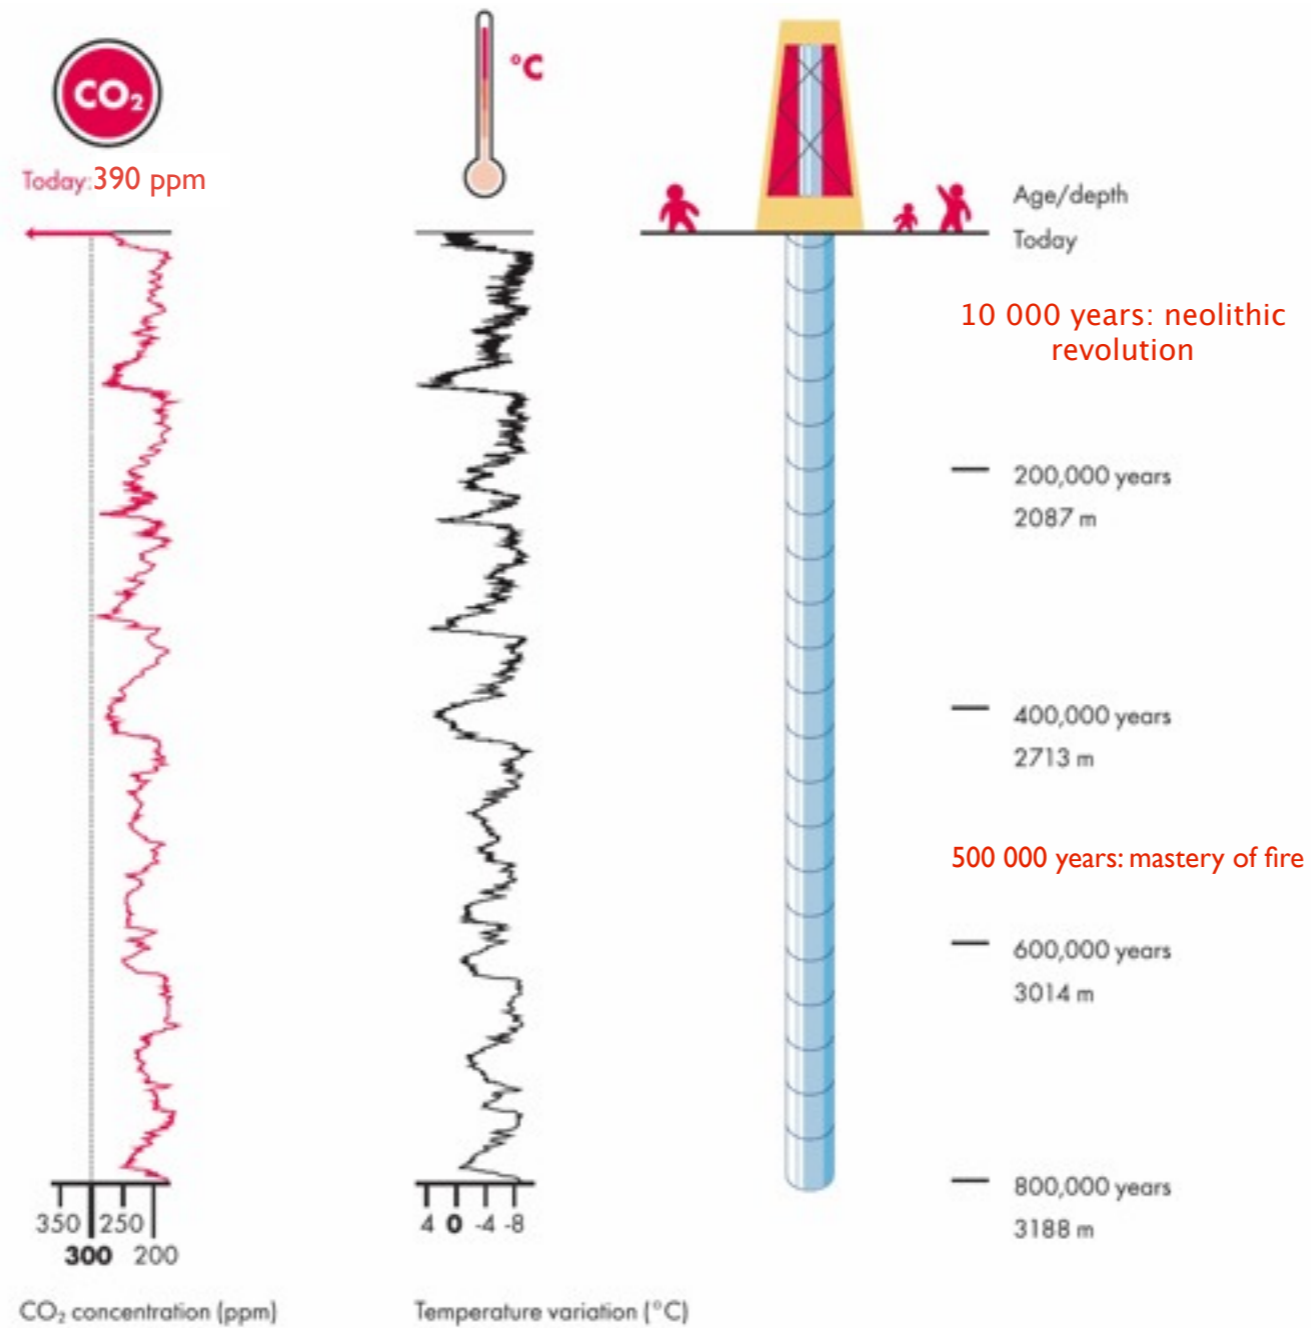 CO₂
°C
Today: 390 ppm
Age/depth
Today
10 000 years: neolithic
revolution
200,000 years
2087 m
400,000 years
2713 m
500 000 years: mastery of fire
600,000 years
3014 m
800,000 years
3188 m
350 250
300 200
4 0 -4 -8
CO₂ concentration (ppm)
Temperature variation (°C)